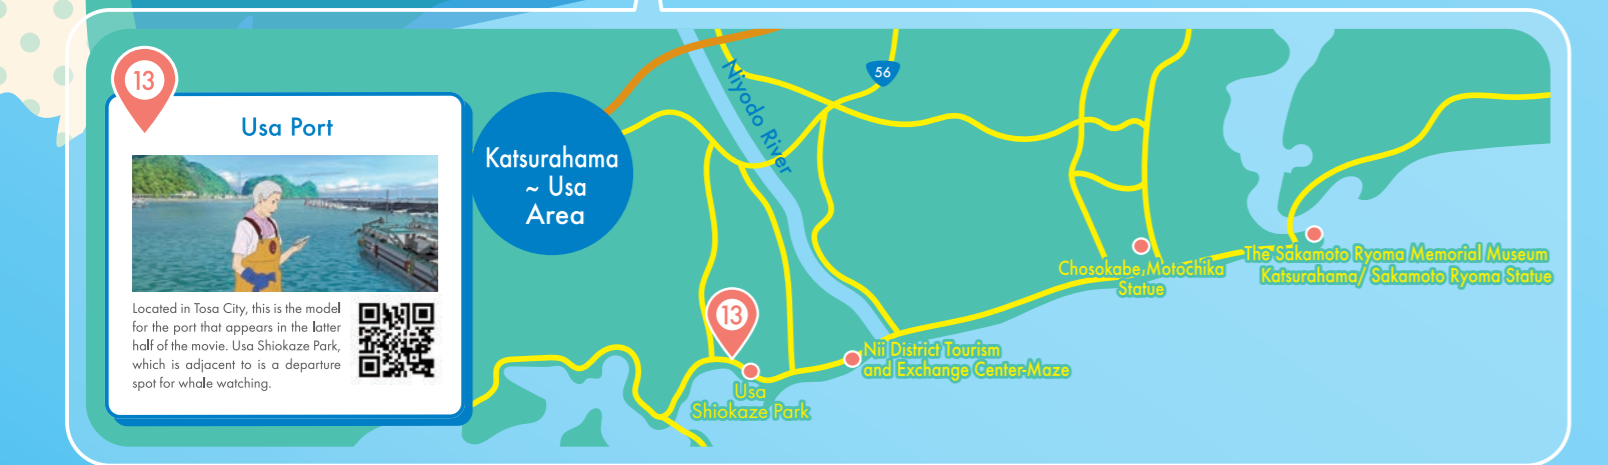 13
Usa Port
Located in Tosa City, this is the model
for the port that appears in the latter
half of the movie. Usa Shiokaze Park,
which is adjacent to is a departure
spot for whale watching.
Katsurahama
~ Usa
Area
Niyodo River
56
Chosokabe Motochika
Statue
The Sakamoto Ryoma Memorial Museum
Katsurahama/ Sakamoto Ryoma Statue
13
Nii District Tourism
and Exchange Center-Maze
Usa
Shiokaze Park